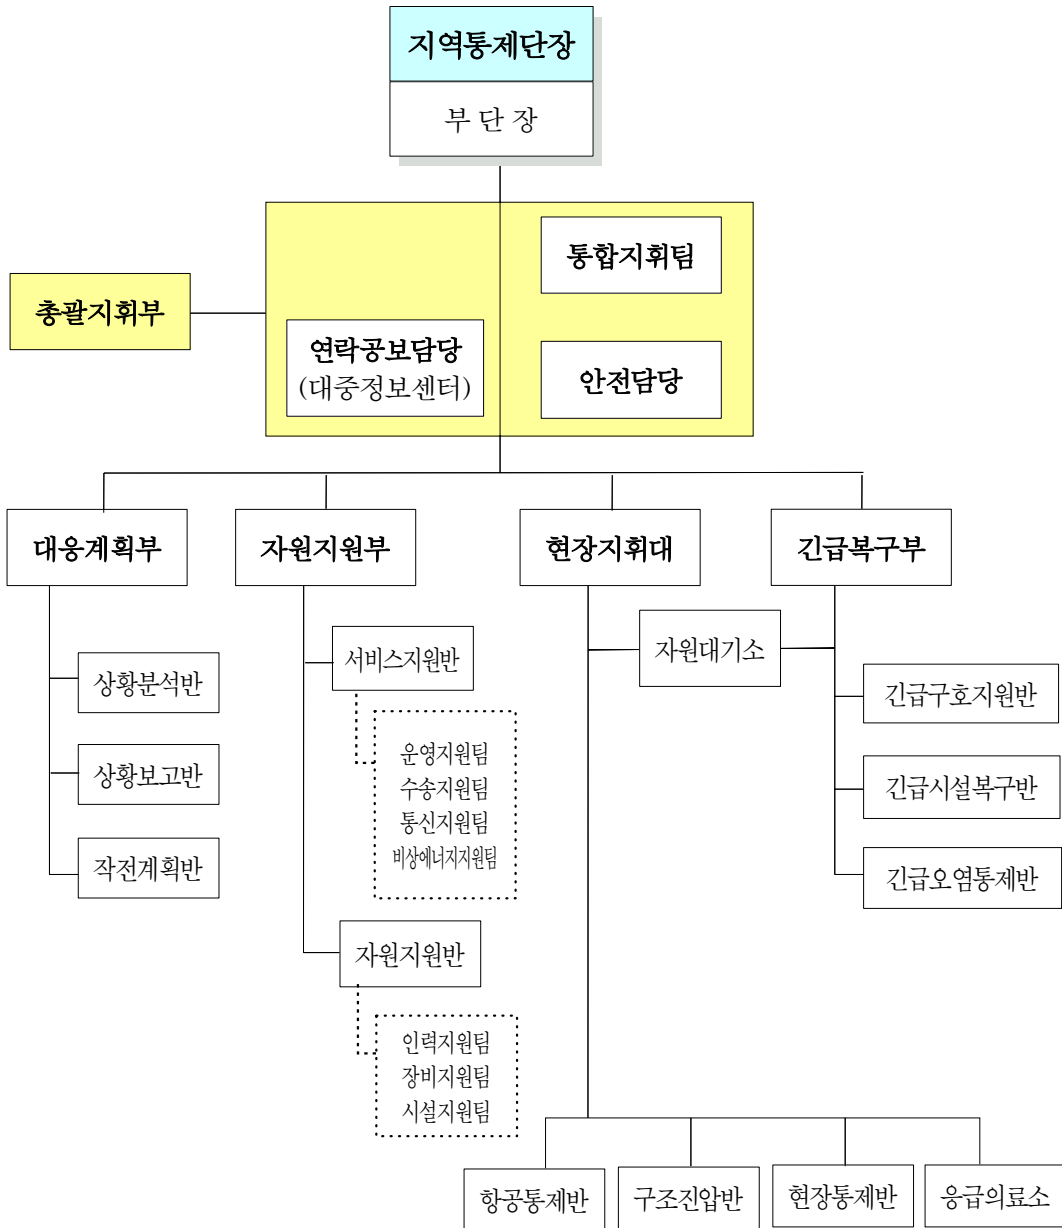 지역통제단장
부 단 장
통합지휘팀
총괄지휘부
연락공보담당
(대중정보센터)
안전담당
대응계획부
자원지원부
현장지휘대
긴급복구부
상황분석반
상황보고반
작전계획반
서비스지원반
운영지원팀
수송지원팀
통신지원팀
비상에너지지원팀
자원지원반
인력지원팀
장비지원팀
시설지원팀
자원대기소
긴급구호지원반
긴급시설복구반
긴급오염통제반
항공통제반
구조진압반
현장통제반
응급의료소